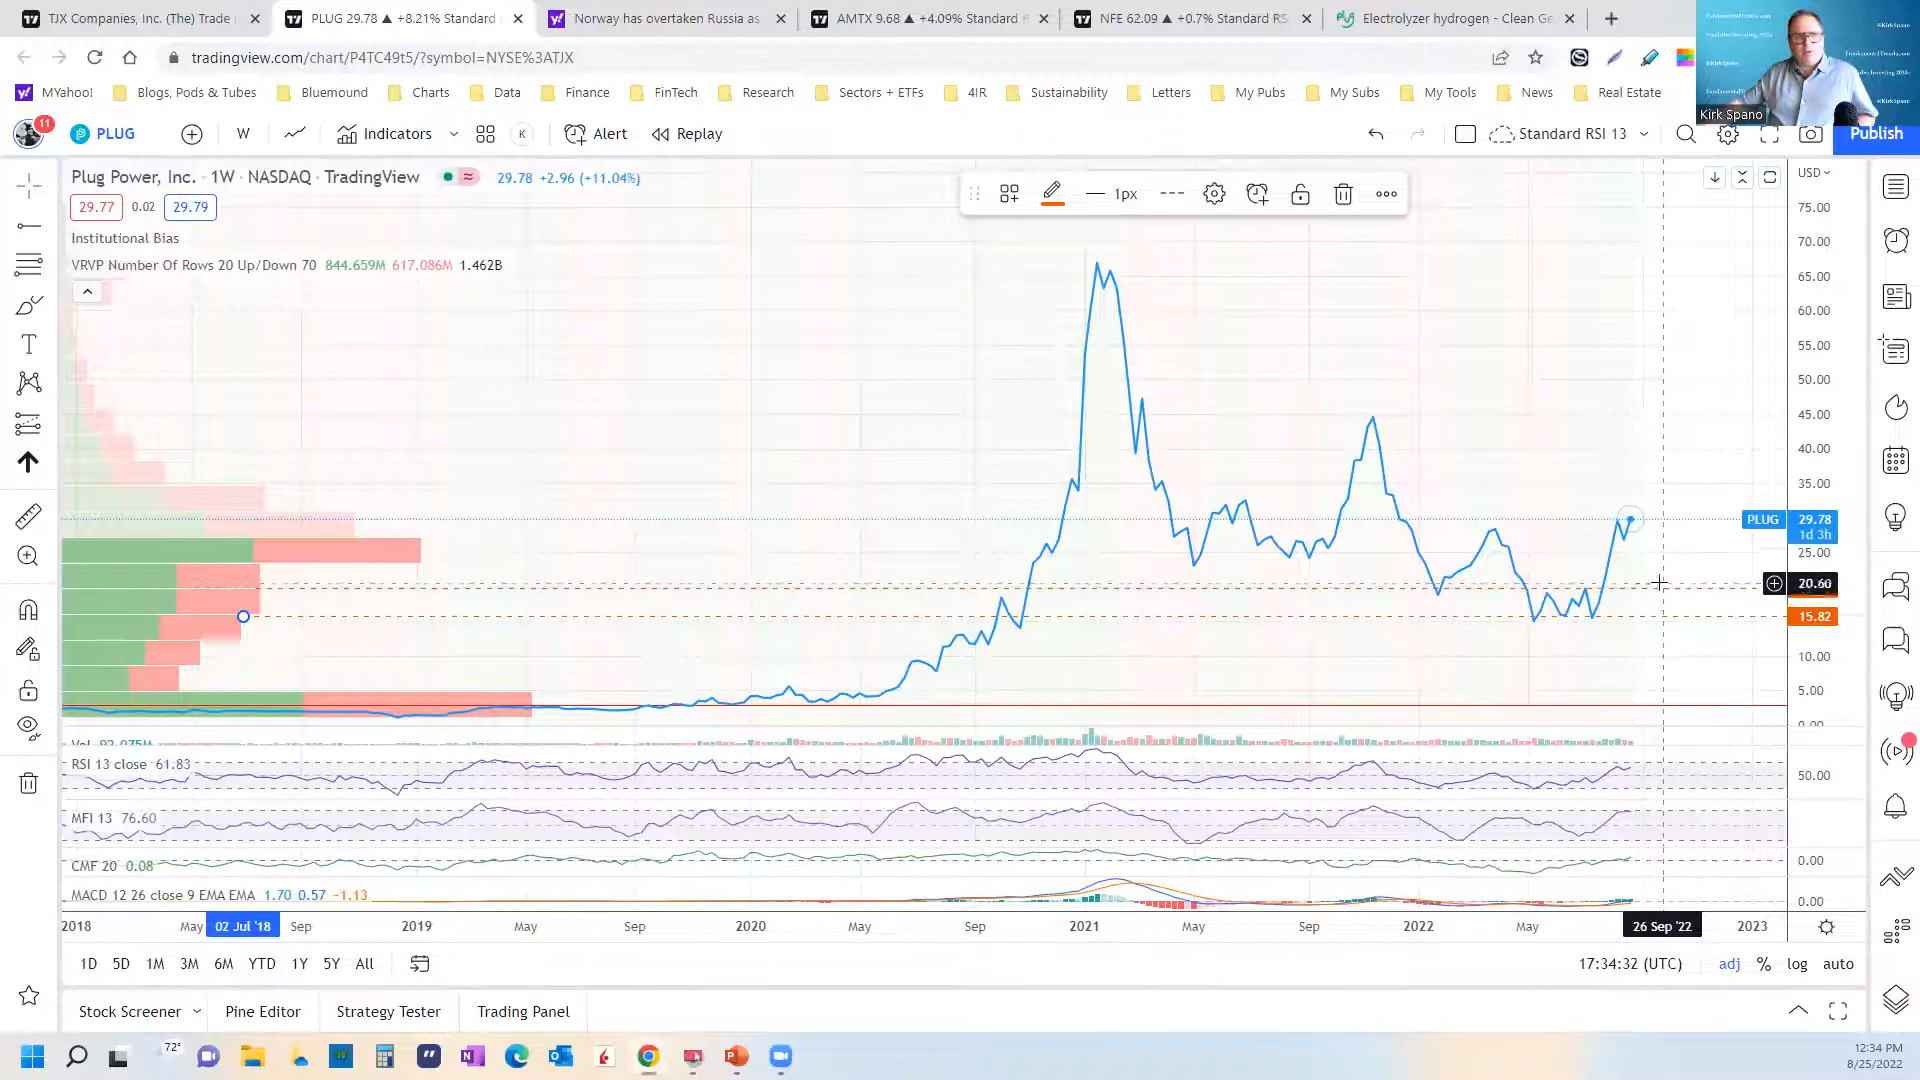 TJX Companies, Inc. (The) Trade
PLUG 29.78 ▲ +8.21% Standard
Norway has overtaken Russia as
AMTX 9.68 ▲ +4.09% Standard
NFE 62.09 ▲ +0.7% Standard RS
Electrolyzer hydrogen - Clean Ge
tradingview.com/chart/P4TC49t5/?symbol=NYSE%3ATJX
MYahoo!
Blogs, Pods & Tubes
Bluemound
Charts
Data
Finance
FinTech
Research
Sectors + ETFs
4IR
Sustainability
Letters
My Pubs
My Subs
My Tools
News
Real Estate
Kirk Spano
11
PLUG
W
Indicators
K
Alert
Replay
Standard RSI 13
Publish
Plug Power, Inc. · 1W · NASDAQ · TradingView
29.78 +2.96 (+11.04%)
29.77 0.02 29.79
1px
USD
Institutional Bias
VRVP Number Of Rows 20 Up/Down 70 844.659M 617.086M 1.462B
75.00
70.00
65.00
60.00
55.00
50.00
45.00
40.00
35.00
PLUG 29.78
1d 3h
25.00
20.60
15.82
10.00
5.00
0.00
Vol 92.075M
RSI 13 close 61.83
50.00
MFI 13 76.60
CMF 20 0.08
0.00
MACD 12 26 close 9 EMA EMA 1.70 0.57 −1.13
0.00
2018 May 02 Jul '18 Sep 2019 May Sep 2020 May Sep 2021 May Sep 2022 May 26 Sep '22 2023
1D 5D 1M 3M 6M YTD 1Y 5Y All
17:34:32 (UTC) adj % log auto
Stock Screener
Pine Editor
Strategy Tester
Trading Panel
72°
12:34 PM
8/25/2022